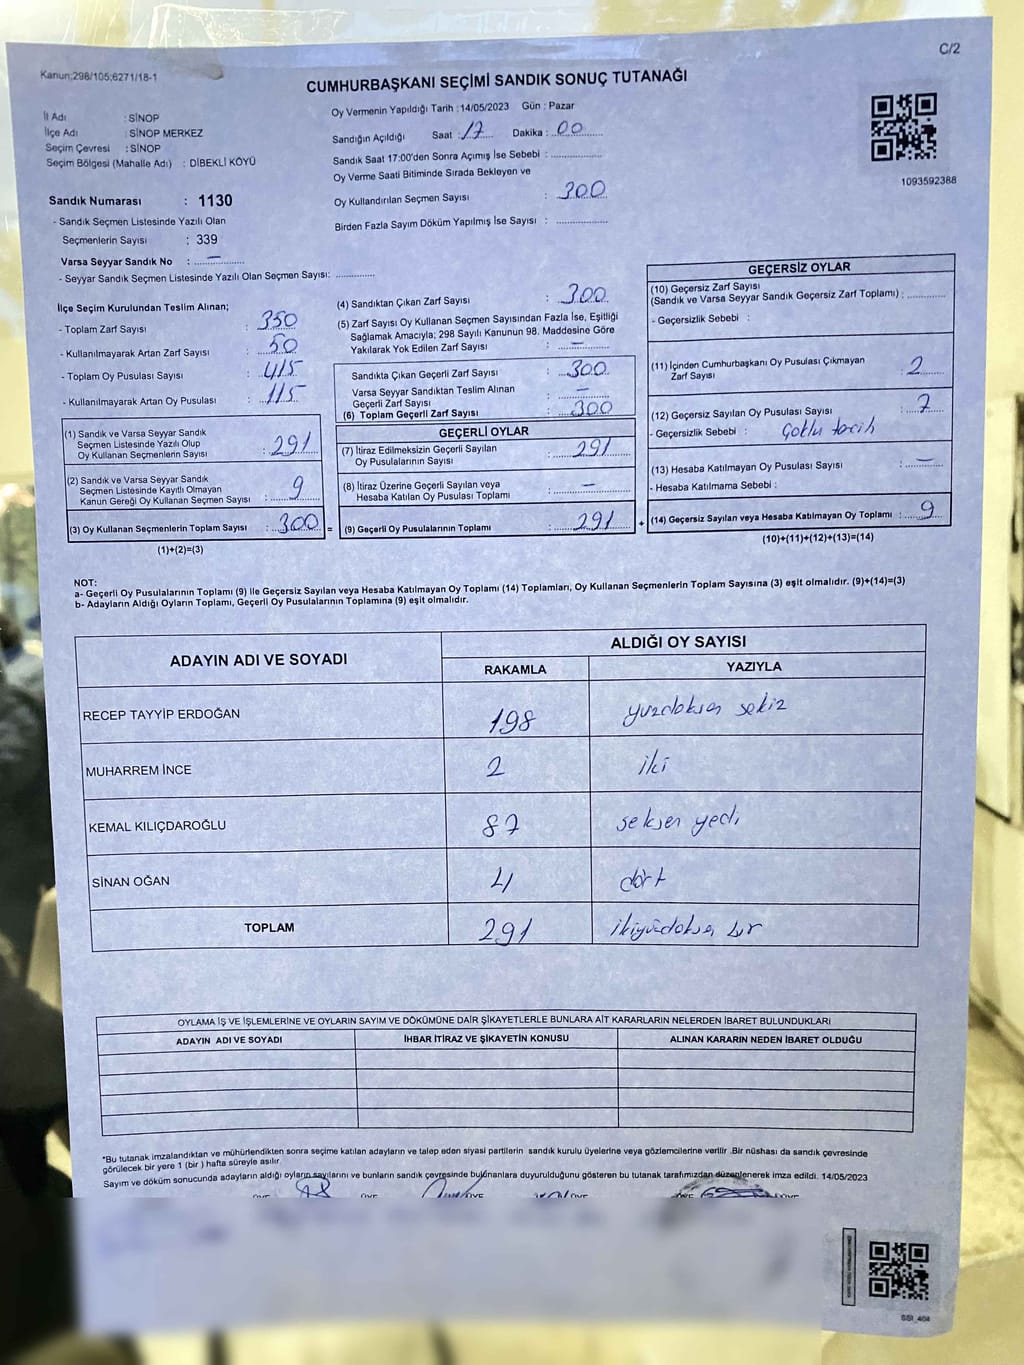 C/2
Kanun;298/105;6271/18-1
CUMHURBAŞKANI SEÇİMİ SANDIK SONUÇ TUTANAĞI
İl Adı : SİNOP
İlçe Adı : SİNOP MERKEZ
Seçim Çevresi : SİNOP
Seçim Bölgesi (Mahalle Adı) : DİBEKLİ KÖYÜ
Sandık Numarası : 1130
- Sandık Seçmen Listesinde Yazılı Olan
Seçmenlerin Sayısı : 339
Varsa Seyyar Sandık No : —
- Seyyar Sandık Seçmen Listesinde Yazılı Olan Seçmen Sayısı: ............
Oy Vermenin Yapıldığı Tarih :14/05/2023 Gün : Pazar
Sandığın Açıldığı Saat : 17 Dakika : 00
Sandık Saat 17:00'den Sonra Açımış İse Sebebi : ................
Oy Verme Saati Bitiminde Sırada Bekleyen ve
Oy Kullandırılan Seçmen Sayısı : 300
Birden Fazla Sayım Döküm Yapılmış İse Sayısı : ................
1093592388
İlçe Seçim Kurulundan Teslim Alınan;
- Toplam Zarf Sayısı : 350
- Kullanılmayarak Artan Zarf Sayısı : 50
- Toplam Oy Pusulası Sayısı : 415
- Kullanılmayarak Artan Oy Pusulası : 115
(1) Sandık ve Varsa Seyyar Sandık
Seçmen Listesinde Yazılı Olup
Oy Kullanan Seçmenlerin Sayısı : 291
(2) Sandık ve Varsa Seyyar Sandık
Seçmen Listesinde Kayıtlı Olmayan
Kanun Gereği Oy Kullanan Seçmen Sayısı : 9
(3) Oy Kullanan Seçmenlerin Toplam Sayısı : 300 =
(1)+(2)=(3)
(4) Sandıktan Çıkan Zarf Sayısı : 300
(5) Zarf Sayısı Oy Kullanan Seçmen Sayısından Fazla İse, Eşitliği
Sağlamak Amacıyla; 298 Sayılı Kanunun 98. Maddesine Göre
Yakılarak Yok Edilen Zarf Sayısı : —
Sandıkta Çıkan Geçerli Zarf Sayısı : 300
Varsa Seyyar Sandıktan Teslim Alınan
Geçerli Zarf Sayısı : —
(6) Toplam Geçerli Zarf Sayısı : 300
GEÇERLİ OYLAR
(7) İtiraz Edilmeksizin Geçerli Sayılan
Oy Pusulalarının Sayısı : 291
(8) İtiraz Üzerine Geçerli Sayılan veya
Hesaba Katılan Oy Pusulası Toplamı : —
(9) Geçerli Oy Pusulalarının Toplamı : 291 +
GEÇERSİZ OYLAR
(10) Geçersiz Zarf Sayısı
(Sandık ve Varsa Seyyar Sandık Geçersiz Zarf Toplamı) : ............
- Geçersizlik Sebebi :
(11) İçinden Cumhurbaşkanı Oy Pusulası Çıkmayan
Zarf Sayısı : 2
(12) Geçersiz Sayılan Oy Pusulası Sayısı : 7
- Geçersizlik Sebebi : Çoklu tercih
(13) Hesaba Katılmayan Oy Pusulası Sayısı : —
- Hesaba Katılmama Sebebi :
(14) Geçersiz Sayılan veya Hesaba Katılmayan Oy Toplamı : 9
(10)+(11)+(12)+(13)=(14)
NOT:
a- Geçerli Oy Pusulalarının Toplamı (9) ile Geçersiz Sayılan veya Hesaba Katılmayan Oy Toplamı (14) Toplamları, Oy Kullanan Seçmenlerin Toplam Sayısına (3) eşit olmalıdır. (9)+(14)=(3)
b- Adayların Aldığı Oyların Toplamı, Geçerli Oy Pusulalarının Toplamına (9) eşit olmalıdır.
ADAYIN ADI VE SOYADI ALDIĞI OY SAYISI
RAKAMLA YAZIYLA
RECEP TAYYİP ERDOĞAN 198 yüzdoksan sekiz
MUHARREM İNCE 2 iki
KEMAL KILIÇDAROĞLU 87 seksen yedi
SİNAN OĞAN 4 dört
TOPLAM 291 ikiyüzdoksan bir
OYLAMA İŞ VE İŞLEMLERİNE VE OYLARIN SAYIM VE DÖKÜMÜNE DAİR ŞİKAYETLERLE BUNLARA AİT KARARLARIN NELERDEN İBARET BULUNDUKLARI
ADAYIN ADI VE SOYADI İHBAR İTİRAZ VE ŞİKAYETİN KONUSU ALINAN KARARIN NEDEN İBARET OLDUĞU
*Bu tutanak imzalandıktan ve mühürlendikten sonra seçime katılan adayların ve talep eden siyasi partilerin sandık kurulu üyelerine veya gözlemcilerine verilir .Bir nüshası da sandık çevresinde
görülecek bir yere 1 (bir ) hafta süreyle asılır.
Sayım ve döküm sonucunda adayların aldığı oyların sayılarını ve bunların sandık çevresinde bulunanlara duyurulduğunu gösteren bu tutanak tarafımızdan düzenlenerek imza edildi. 14/05/2023
SSI_404